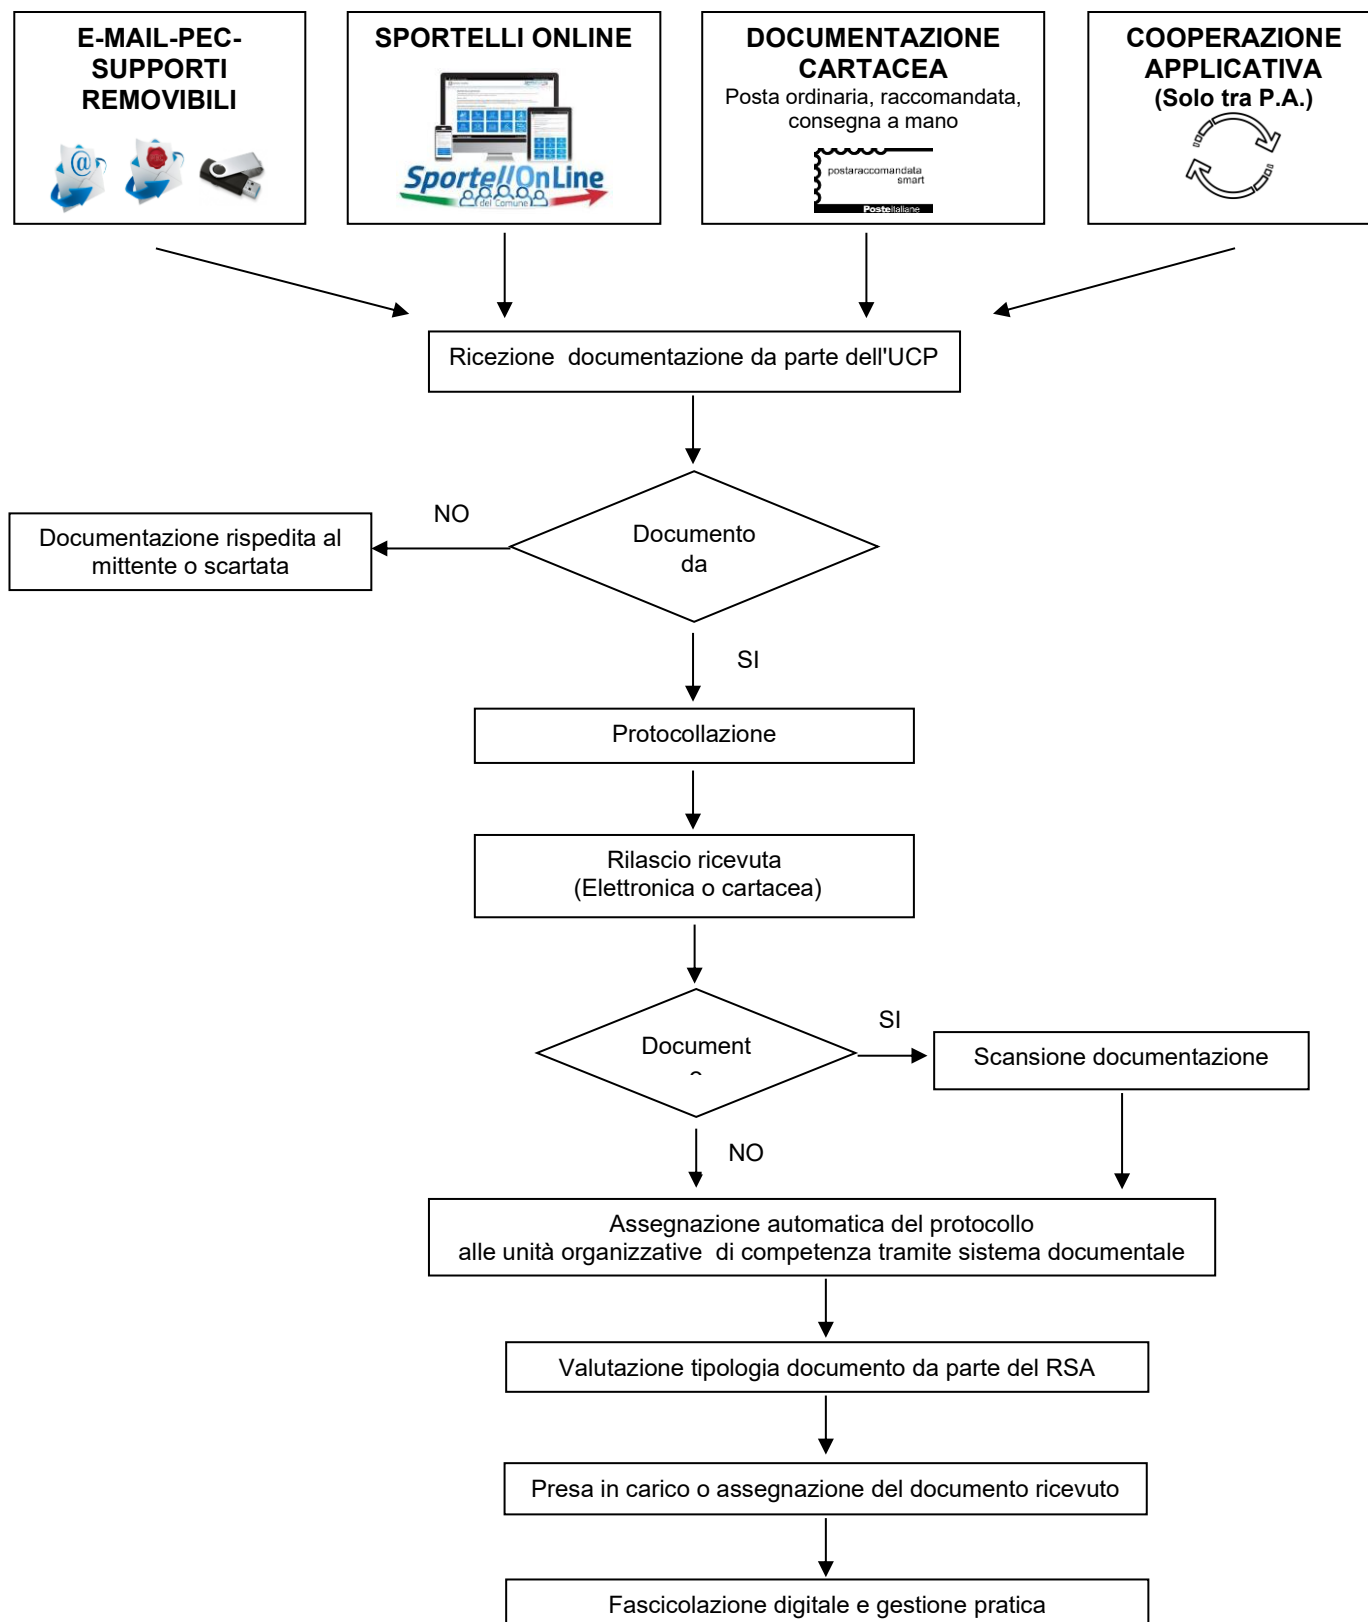 E-MAIL-PEC-
SUPPORTI
REMOVIBILI
@
SPORTELLI ONLINE
SportellOnLine
del Comune
DOCUMENTAZIONE
CARTACEA
Posta ordinaria, raccomandata,
consegna a mano
postaraccomandata
smart
Posteitaliane
COOPERAZIONE
APPLICATIVA
(Solo tra P.A.)
Ricezione documentazione da parte dell'UCP
NO
Documentazione rispedita al
mittente o scartata
Documento
da
SI
Protocollazione
Rilascio ricevuta
(Elettronica o cartacea)
Document
SI
Scansione documentazione
NO
Assegnazione automatica del protocollo
alle unità organizzative di competenza tramite sistema documentale
Valutazione tipologia documento da parte del RSA
Presa in carico o assegnazione del documento ricevuto
Fascicolazione digitale e gestione pratica